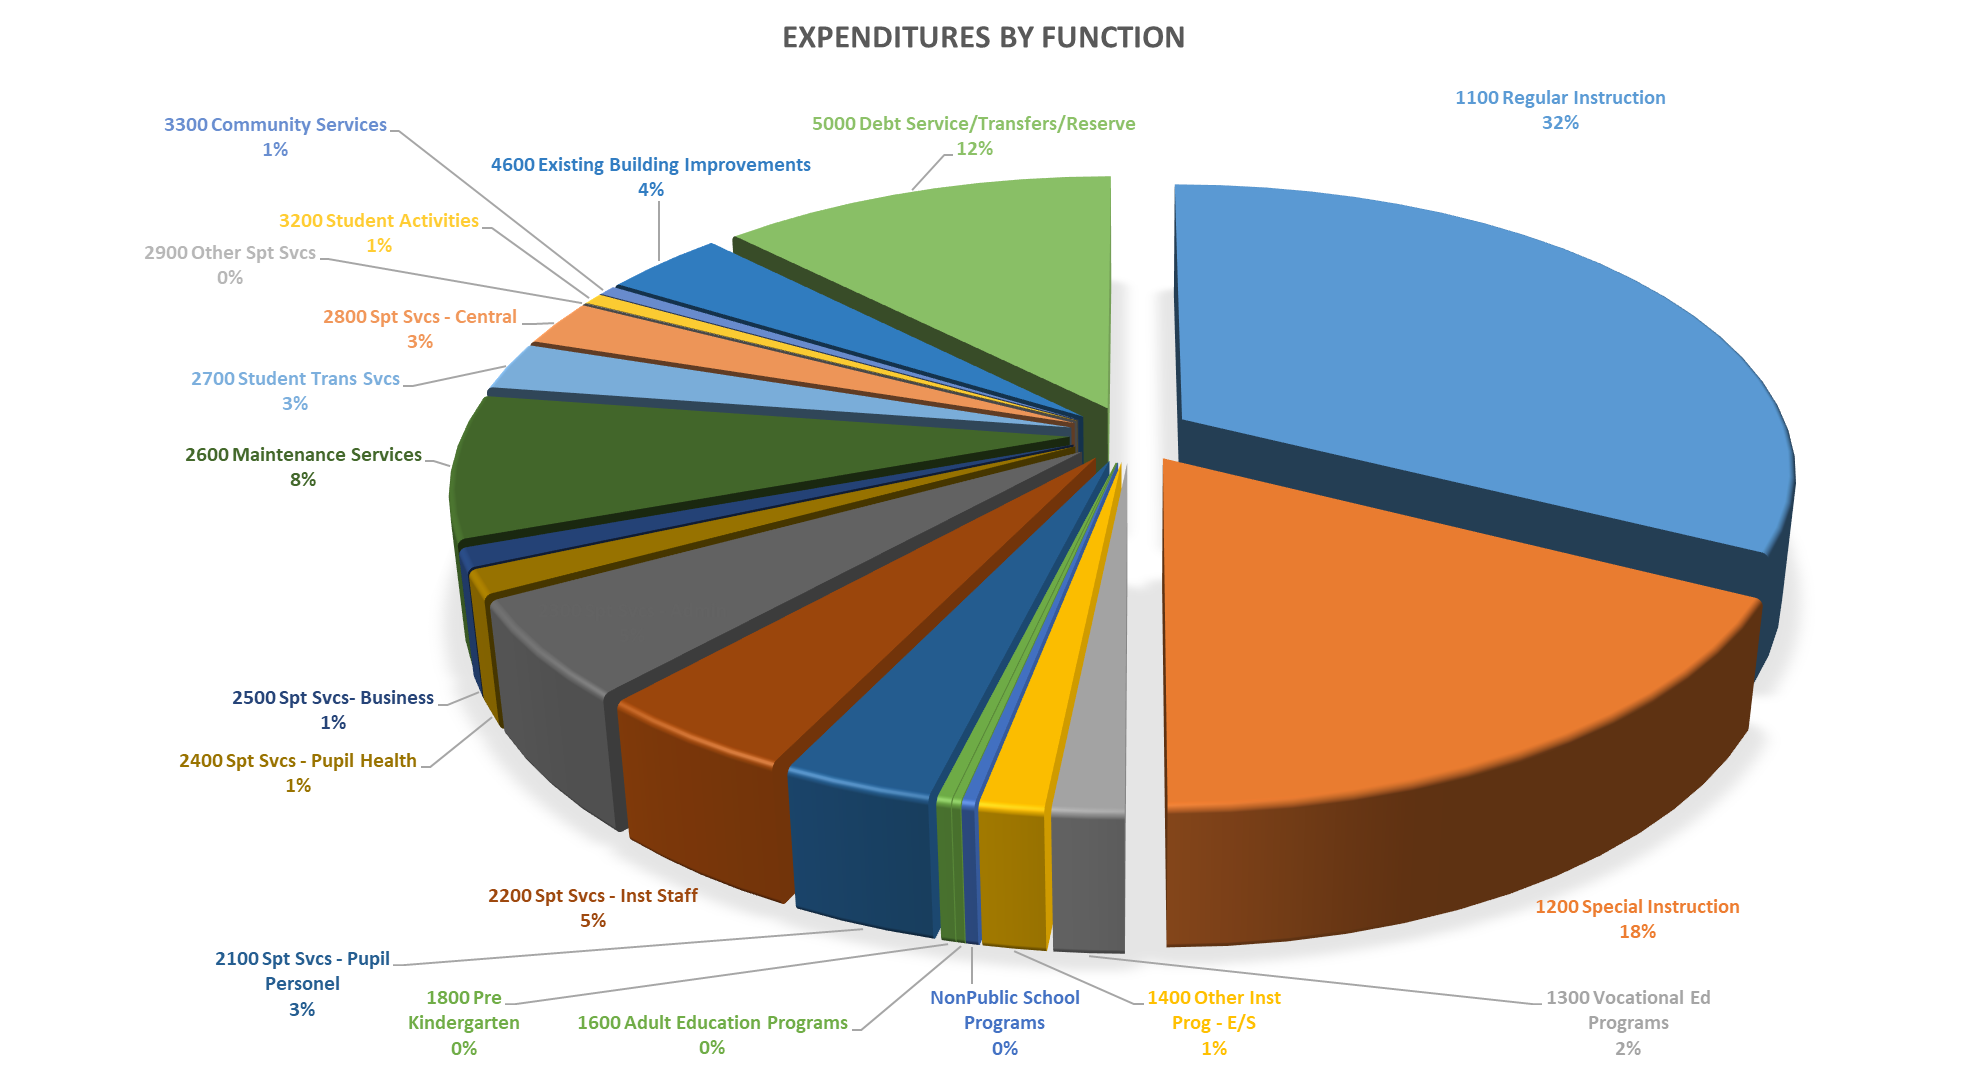 EXPENDITURES BY FUNCTION
1100 Regular Instruction
32%
5000 Debt Service/Transfers/Reserve
12%
3300 Community Services
1%
4600 Existing Building Improvements
4%
3200 Student Activities
1%
2900 Other Spt Svcs
0%
2800 Spt Svcs - Central
3%
2700 Student Trans Svcs
3%
2600 Maintenance Services
8%
2500 Spt Svcs- Business
1%
2400 Spt Svcs - Pupil Health
1%
2200 Spt Svcs - Inst Staff
5%
1200 Special Instruction
18%
2100 Spt Svcs - Pupil
Personel
3%
1800 Pre
Kindergarten
0%
1600 Adult Education Programs
0%
NonPublic School
Programs
0%
1400 Other Inst
Prog - E/S
1%
1300 Vocational Ed
Programs
2%